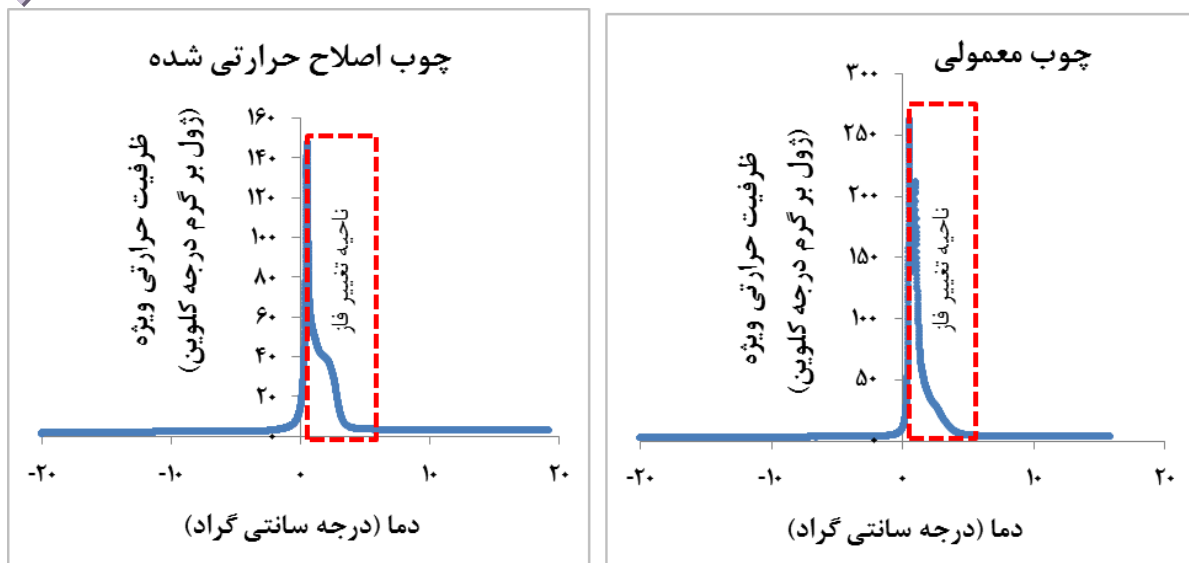 چوب معمولی
ظرفیت حرارتی ویژه
(ژول بر گرم درجه کلوین)
۳۰۰
۲۵۰
۲۰۰
۱۵۰
۱۰۰
۵۰
۰
ناحیه تغییر فاز
-۲۰
-۱۰
۰
۱۰
۲۰
دما (درجه سانتی گراد)
چوب اصلاح حرارتی شده
ظرفیت حرارتی ویژه
(ژول بر گرم درجه کلوین)
۱۶۰
۱۴۰
۱۲۰
۱۰۰
۸۰
۶۰
۴۰
۲۰
۰
ناحیه تغییر فاز
-۲۰
-۱۰
۰
۱۰
۲۰
دما (درجه سانتی گراد)